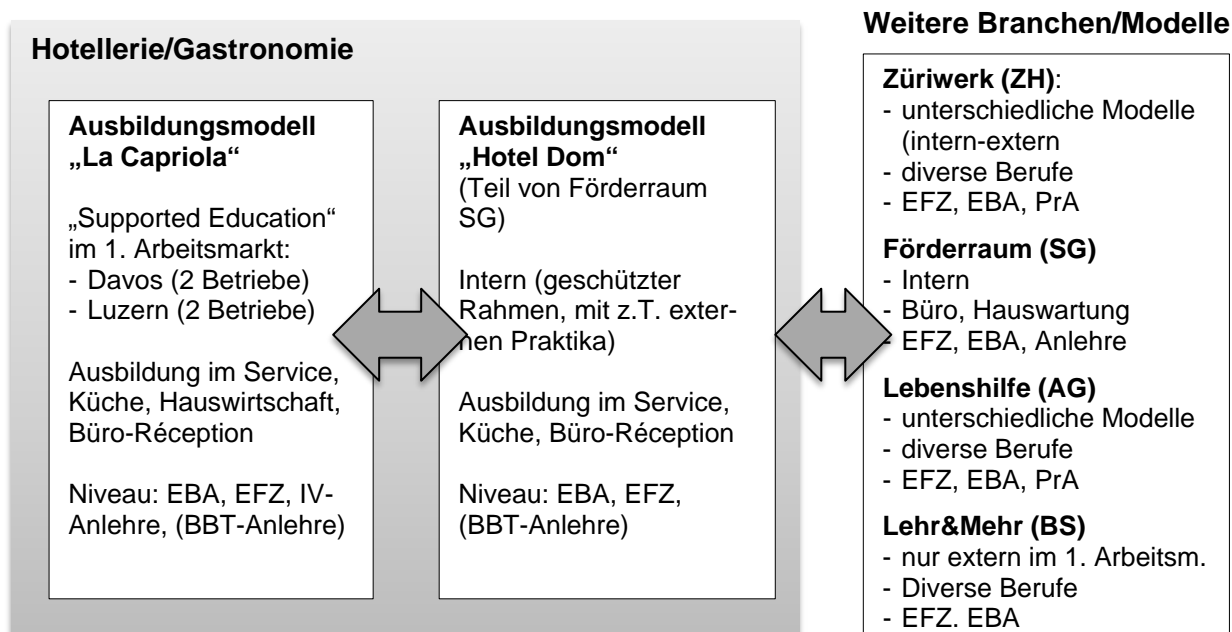 Hotellerie/Gastronomie
Ausbildungsmodell
„La Capriola“
„Supported Education“
im 1. Arbeitsmarkt:
- Davos (2 Betriebe)
- Luzern (2 Betriebe)
Ausbildung im Service,
Küche, Hauswirtschaft,
Büro-Réception
Niveau: EBA, EFZ, IV-
Anlehre, (BBT-Anlehre)
Ausbildungsmodell
„Hotel Dom“
(Teil von Förderraum
SG)
Intern (geschützter
Rahmen, mit z.T. exter-
nen Praktika)
Ausbildung im Service,
Küche, Büro-Réception
Niveau: EBA, EFZ,
(BBT-Anlehre)
Weitere Branchen/Modelle
Züriwerk (ZH):
- unterschiedliche Modelle
(intern-extern
- diverse Berufe
- EFZ, EBA, PrA
Förderraum (SG)
- Intern
- Büro, Hauswartung
- EFZ, EBA, Anlehre
Lebenshilfe (AG)
- unterschiedliche Modelle
- diverse Berufe
- EFZ, EBA, PrA
Lehr&Mehr (BS)
- nur extern im 1. Arbeitsm.
- Diverse Berufe
- EFZ. EBA